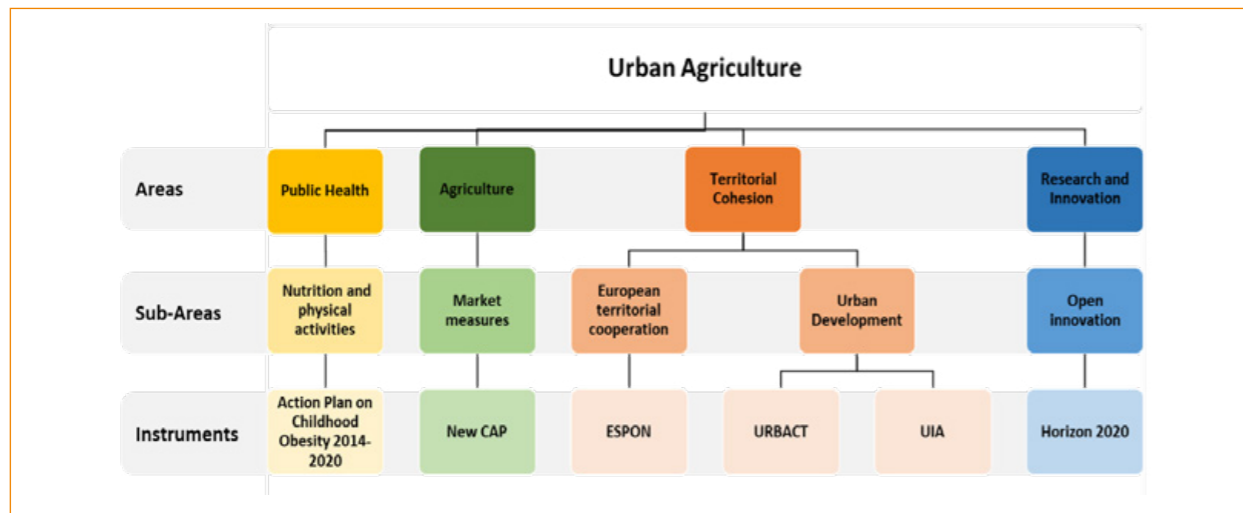 Urban Agriculture
Areas
Public Health
Agriculture
Territorial
Cohesion
Research and
Innovation
Sub-Areas
Nutrition and
physical
activities
Market
measures
European
territorial
cooperation
Urban
Development
Open
innovation
Instruments
Action Plan on
Childhood
Obesity 2014-
2020
New CAP
ESPON
URBACT
UIA
Horizon 2020